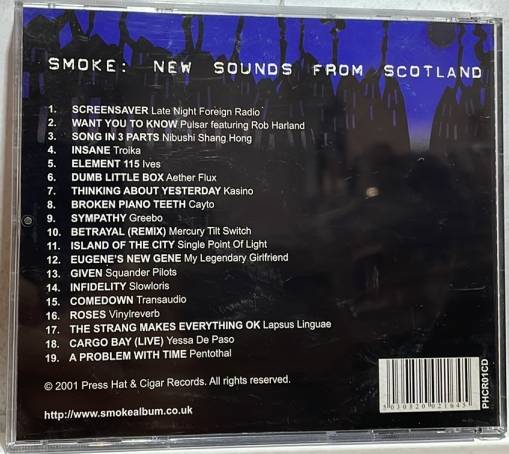 SMOKE: NEW SOUNDS FROM SCOTLAND
1. SCREENSAVER Late Night Foreign Radio
2. WANT YOU TO KNOW Pulsar featuring Rob Harland
3. SONG IN 3 PARTS Nibushi Shang Hong
4. INSANE Troika
5. ELEMENT 115 Ives
6. DUMB LITTLE BOX Aether Flux
7. THINKING ABOUT YESTERDAY Kasino
8. BROKEN PIANO TEETH Cayto
9. SYMPATHY Greebo
10. BETRAYAL (REMIX) Mercury Tilt Switch
11. ISLAND OF THE CITY Single Point Of Light
12. EUGENE'S NEW GENE My Legendary Girlfriend
13. GIVEN Squander Pilots
14. INFIDELITY Slowloris
15. COMEDOWN Transaudio
16. ROSES Vinylreverb
17. THE STRANG MAKES EVERYTHING OK Lapsus Linguae
18. CARGO BAY (LIVE) Yessa De Paso
19. A PROBLEM WITH TIME Pentothal
© 2001 Press Hat & Cigar Records. All rights reserved.
http://www.smokealbum.co.uk
PHCR01CD